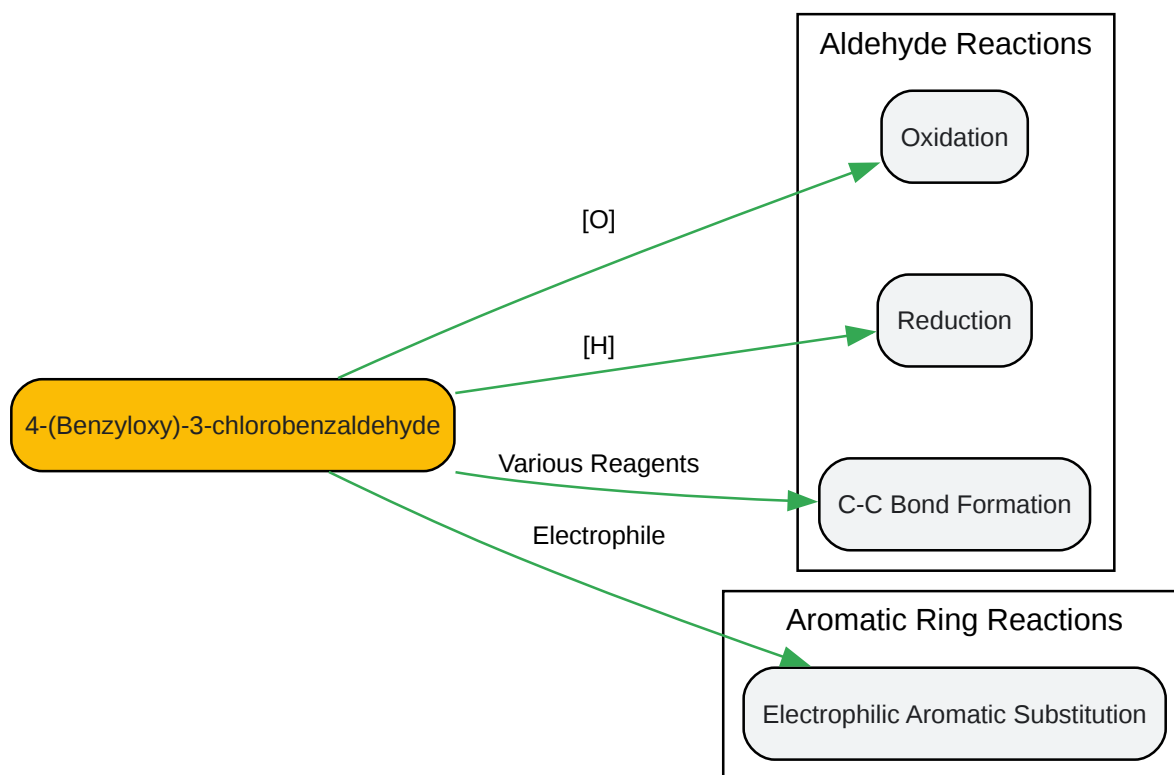 Aldehyde Reactions
Oxidation
[O]
Reduction
[H]
4-(Benzyloxy)-3-chlorobenzaldehyde
Various Reagents
C-C Bond Formation
Electrophile
Aromatic Ring Reactions
Electrophilic Aromatic Substitution